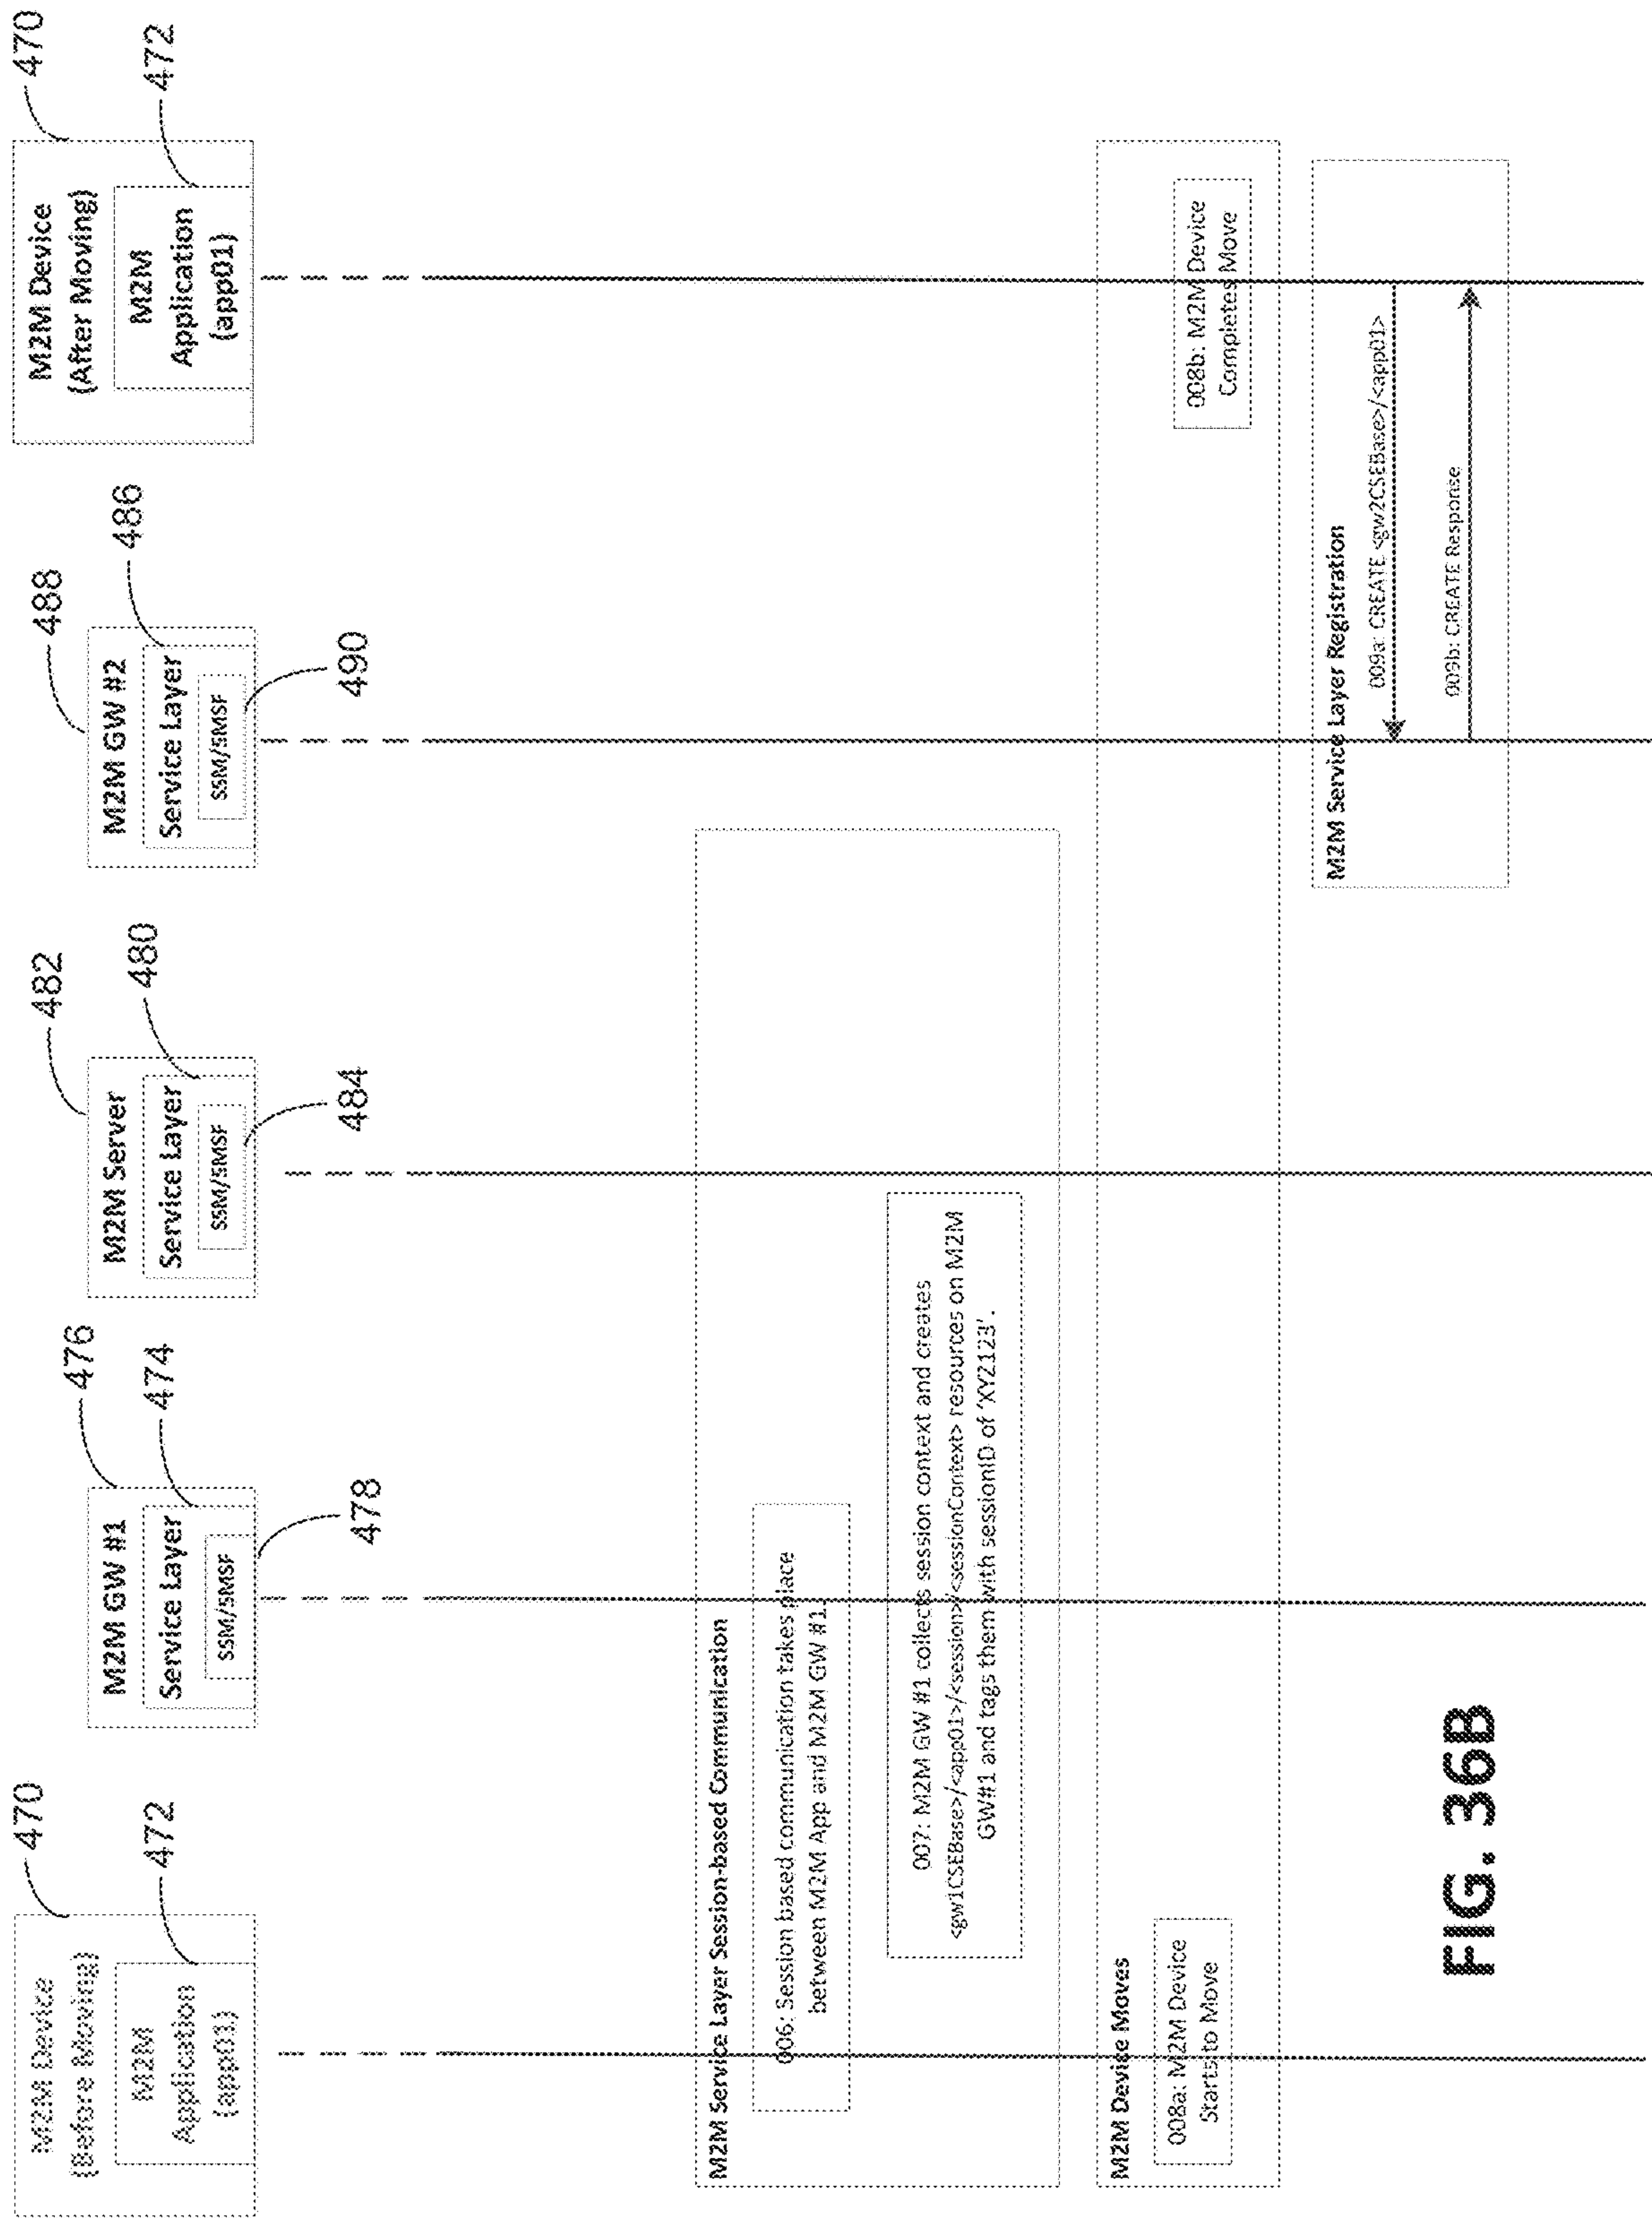 470
M2M Device
(Before Moving)
472
M2M
Application
(app01)
476
M2M GW #1
474
Service Layer
SSM/SMSF
478
482
M2M Server
480
Service Layer
SSM/SMSF
484
488
M2M GW #2
486
Service Layer
SSM/SMSF
490
470
M2M Device
(After Moving)
472
M2M
Application
(app01)
M2M Service Layer Session-based Communication
006: Session based communication takes place
between M2M App and M2M GW #1.
007: M2M GW #1 collects session context and creates
<gw1CSEBase>/<app01>/<session>/<sessionContext> resources on M2M
GW#1 and tags them with sessionID of 'XYZ123'.
M2M Device Moves
008a: M2M Device
Starts to Move
008b: M2M Device
Completes Move
M2M Service Layer Registration
009a: CREATE <gw2CSEBase>/<app01>
009b: CREATE Response
FIG. 36B